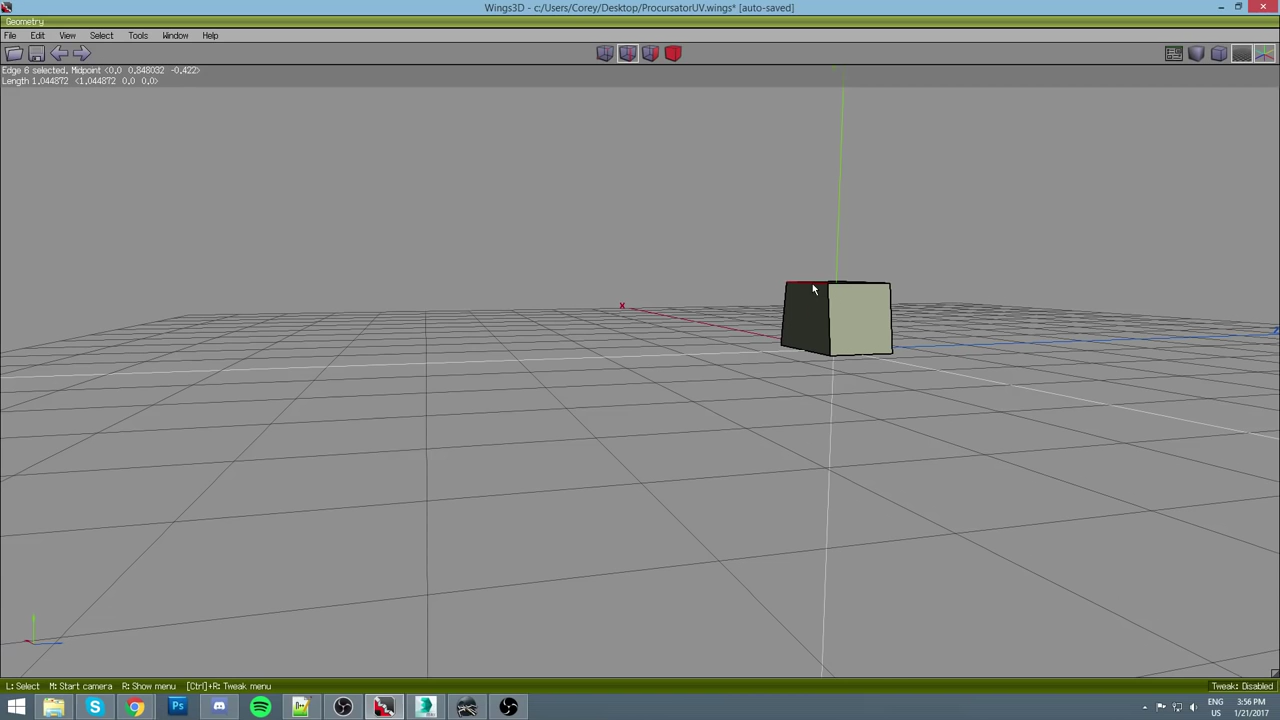 Wings3D - c:/Users/Corey/Desktop/ProcursatorUV.wings* [auto-saved]
Geometry
File Edit View Select Tools Window Help
Edge 6 selected. Midpoint <0.0 0.848032 -0.422>
Length 1.044872 <1.044872 0.0 0.0>
X
Z
L: Select M: Start camera R: Show menu [Ctrl]+R: Tweak menu
Tweak: Disabled
Ps
ENG 3:56 PM
US 1/21/2017